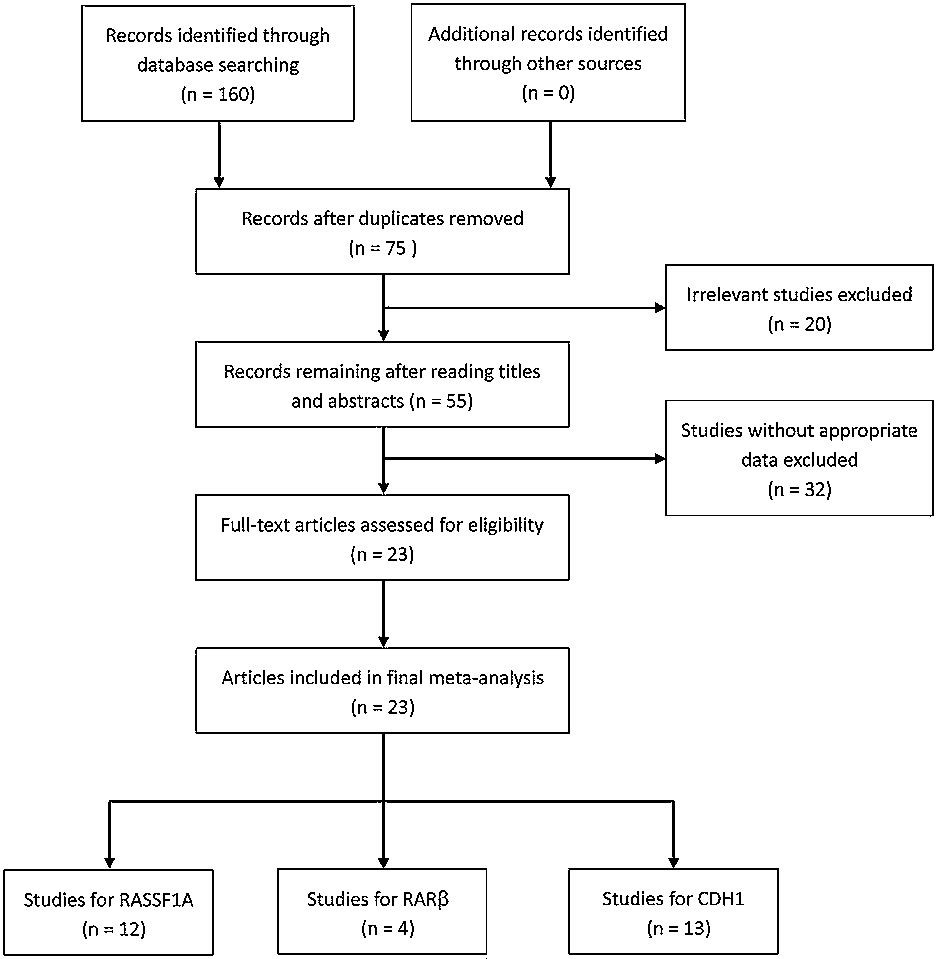 Records identified through
database searching
(n = 160)
Additional records identified
through other sources
(n = 0)
Records after duplicates removed
(n = 75 )
Irrelevant studies excluded
(n = 20)
Records remaining after reading titles
and abstracts (n = 55)
Studies without appropriate
data excluded
(n = 32)
Full-text articles assessed for eligibility
(n = 23)
Articles included in final meta-analysis
(n = 23)
Studies for RASSF1A
(n = 12)
Studies for RARβ
(n = 4)
Studies for CDH1
(n = 13)